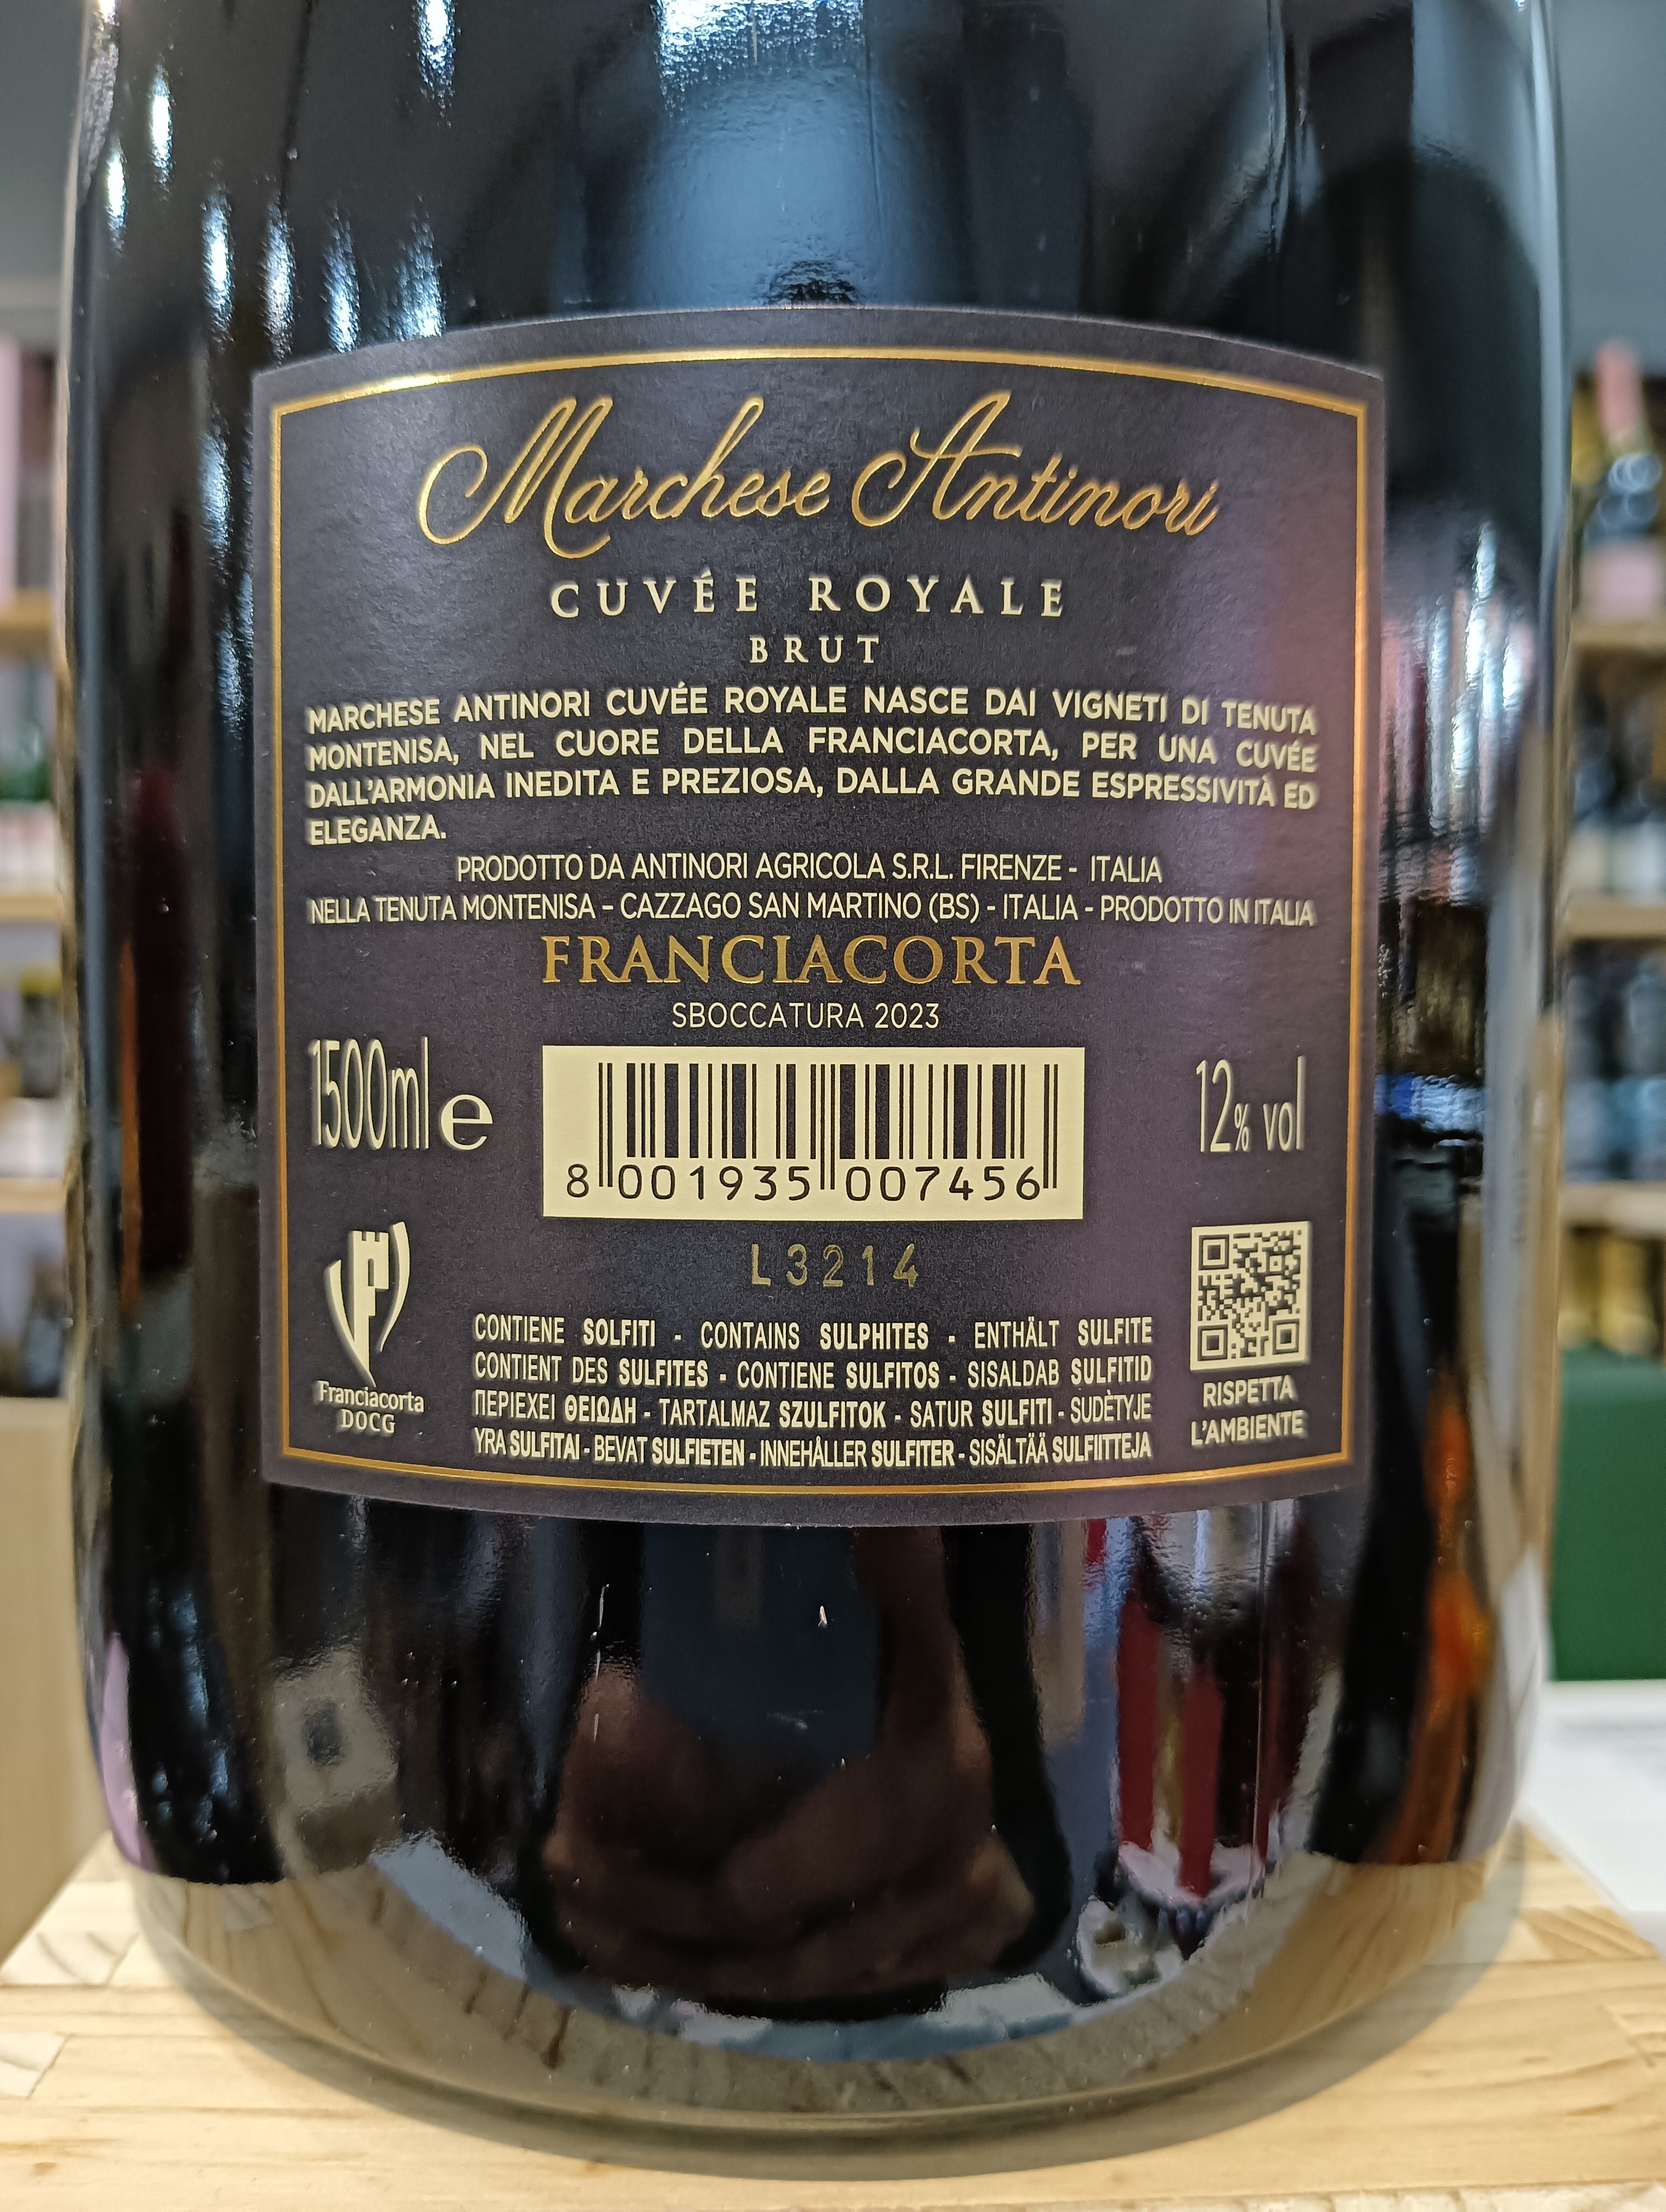 Marchese Antinori
CUVÉE ROYALE
BRUT
MARCHESE ANTINORI CUVÉE ROYALE NASCE DAI VIGNETI DI TENUTA
MONTENISA, NEL CUORE DELLA FRANCIACORTA, PER UNA CUVÉE
DALL'ARMONIA INEDITA E PREZIOSA, DALLA GRANDE ESPRESSIVITÀ ED
ELEGANZA.
PRODOTTO DA ANTINORI AGRICOLA S.R.L. FIRENZE - ITALIA
NELLA TENUTA MONTENISA - CAZZAGO SAN MARTINO (BS) - ITALIA - PRODOTTO IN ITALIA
FRANCIACORTA
SBOCCATURA 2023
1500ml e
12% vol
8 001935 007456
L3214
Franciacorta
DOCG
CONTIENE SOLFITI - CONTAINS SULPHITES - ENTHÄLT SULFITE
CONTIENT DES SULFITES - CONTIENE SULFITOS - SISALDAB SULFITID
ΠΕΡΙΕΧΕΙ ΘΕΙΩΔΗ - TARTALMAZ SZULFITOK - SATUR SULFITI - SUDĖTYJE
YRA SULFITAI - BEVAT SULFIETEN - INNEHÅLLER SULFITER - SISÄLTÄÄ SULFIITTEJA
RISPETTA
L'AMBIENTE